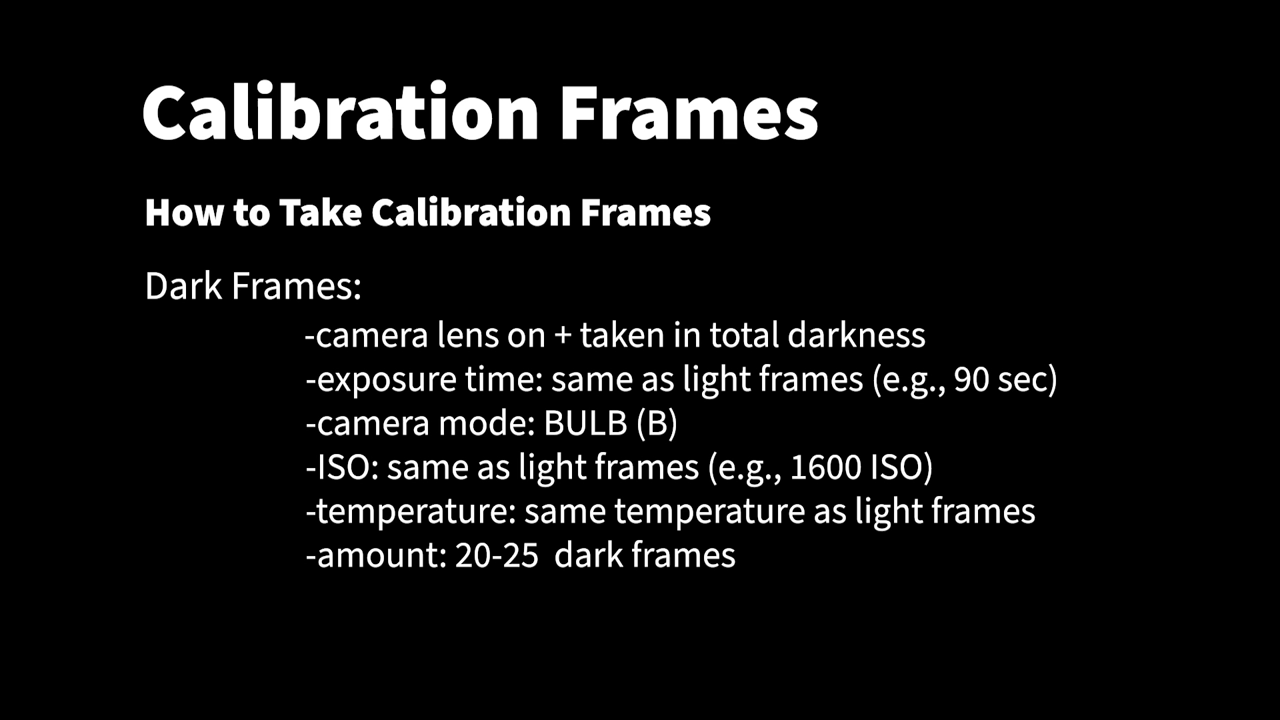 Calibration Frames
How to Take Calibration Frames
Dark Frames:
-camera lens on + taken in total darkness
-exposure time: same as light frames (e.g., 90 sec)
-camera mode: BULB (B)
-ISO: same as light frames (e.g., 1600 ISO)
-temperature: same temperature as light frames
-amount: 20-25  dark frames